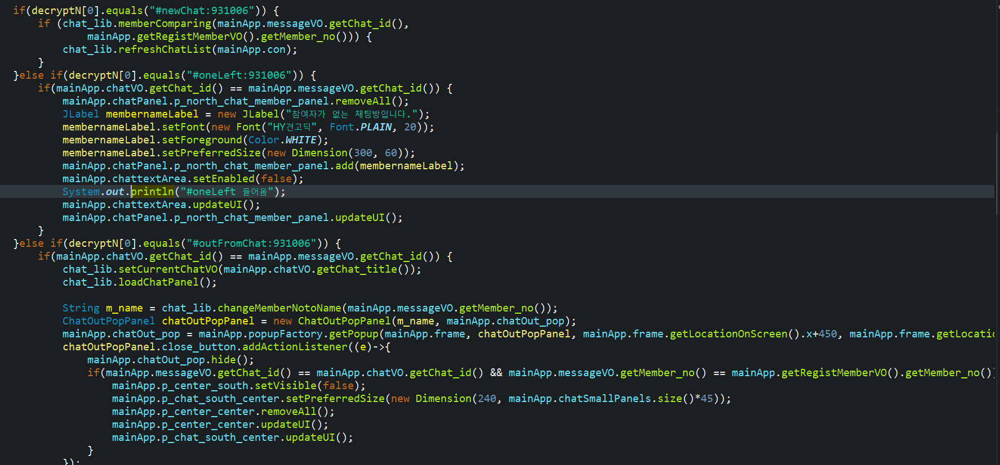 if(decryptN[0].equals("#newChat:931006")) {
if (chat_lib.memberComparing(mainApp.messageVO.getChat_id(),
mainApp.getRegistMemberVO().getMember_no())) {
chat_lib.refreshChatList(mainApp.con);
}
}else if(decryptN[0].equals("#oneLeft:931006")) {
if(mainApp.chatVO.getChat_id() == mainApp.messageVO.getChat_id()) {
mainApp.chatPanel.p_north_chat_member_panel.removeAll();
JLabel membernameLabel = new JLabel("참여자가 없는 채팅방입니다.");
membernameLabel.setFont(new Font("HY견고딕", Font.PLAIN, 20));
membernameLabel.setForeground(Color.WHITE);
membernameLabel.setPreferredSize(new Dimension(300, 60));
mainApp.chatPanel.p_north_chat_member_panel.add(membernameLabel);
mainApp.chattextArea.setEnabled(false);
System.out.println("#oneLeft 들어옴");
mainApp.chattextArea.updateUI();
mainApp.chatPanel.p_north_chat_member_panel.updateUI();
}
}else if(decryptN[0].equals("#outFromChat:931006")) {
if(mainApp.chatVO.getChat_id() == mainApp.messageVO.getChat_id()) {
chat_lib.setCurrentChatVO(mainApp.chatVO.getChat_title());
chat_lib.loadChatPanel();
String m_name = chat_lib.changeMemberNotoName(mainApp.messageVO.getMember_no());
ChatOutPopPanel chatOutPopPanel = new ChatOutPopPanel(m_name, mainApp.chatOut_pop);
mainApp.chatOut_pop = mainApp.popupFactory.getPopup(mainApp.frame, chatOutPopPanel, mainApp.frame.getLocationOnScreen().x+450, mainApp.frame.getLocatio
chatOutPopPanel.close_button.addActionListener((e)->{
mainApp.chatOut_pop.hide();
if(mainApp.messageVO.getChat_id() == mainApp.chatVO.getChat_id() && mainApp.messageVO.getMember_no() == mainApp.getRegistMemberVO().getMember_no()
mainApp.p_center_south.setVisible(false);
mainApp.p_chat_south_center.setPreferredSize(new Dimension(240, mainApp.chatSmallPanels.size()*45));
mainApp.p_center_center.removeAll();
mainApp.p_center_center.updateUI();
mainApp.p_chat_south_center.updateUI();
}
});